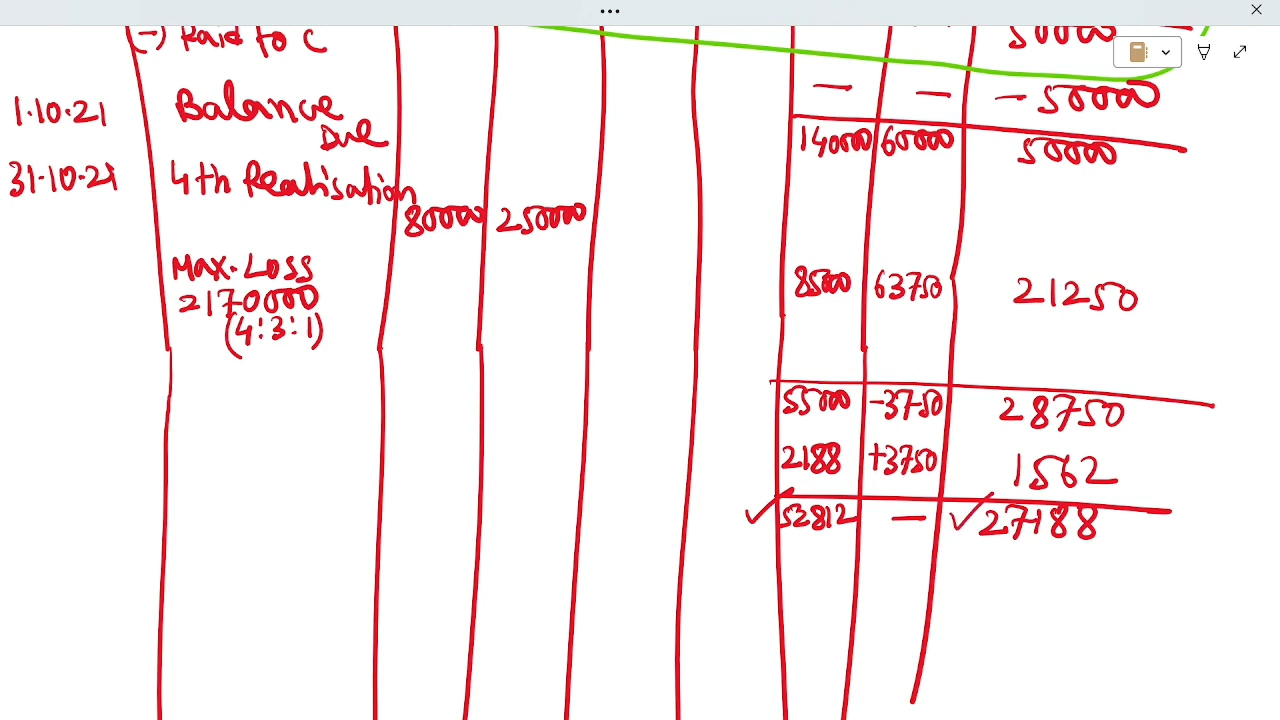 (-) Paid to C 50000
— — - 50000
1.10.21 Balance Due 140000 60000 50000
31.10.21 4th Realisation
80000 250000
Max. Loss
2170000 85000 63750 21250
(4:3:1)
55000 -3750 28750
2188 +3750 1562
52812 — 27188